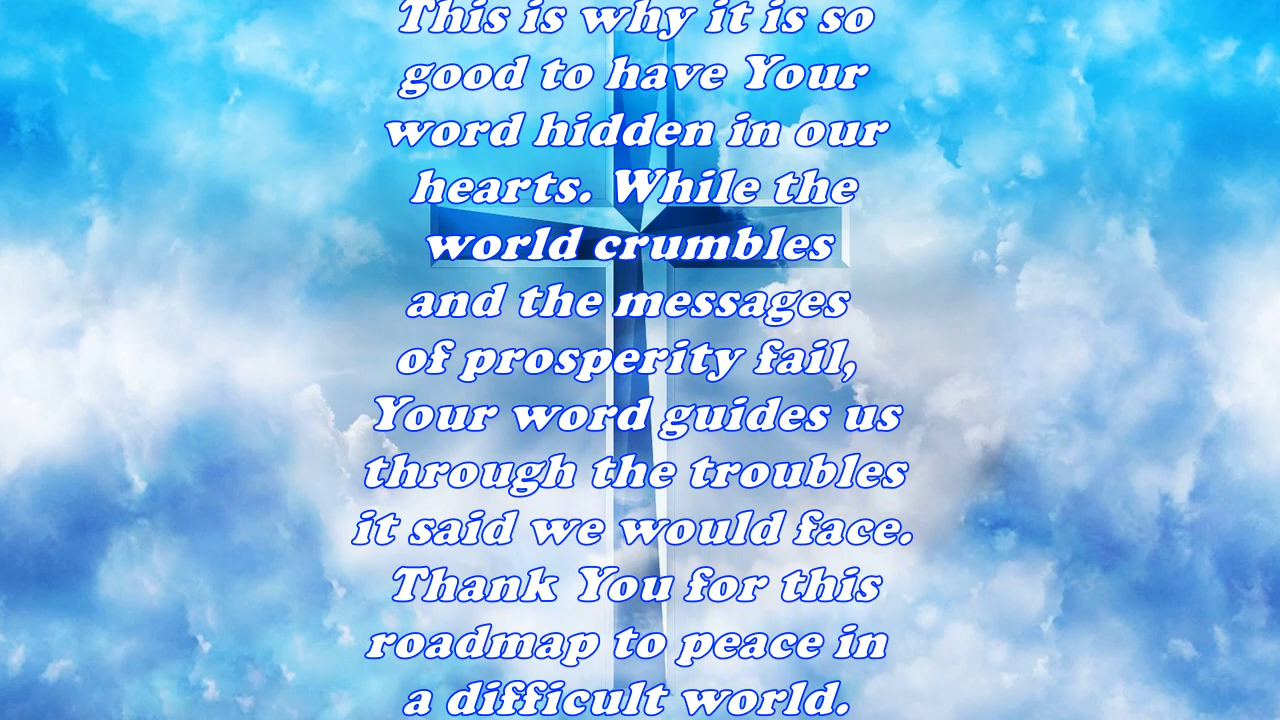 This is why it is so
good to have Your
word hidden in our
hearts. While the
world crumbles
and the messages
of prosperity fail,
Your word guides us
through the troubles
it said we would face.
Thank You for this
roadmap to peace in
a difficult world.